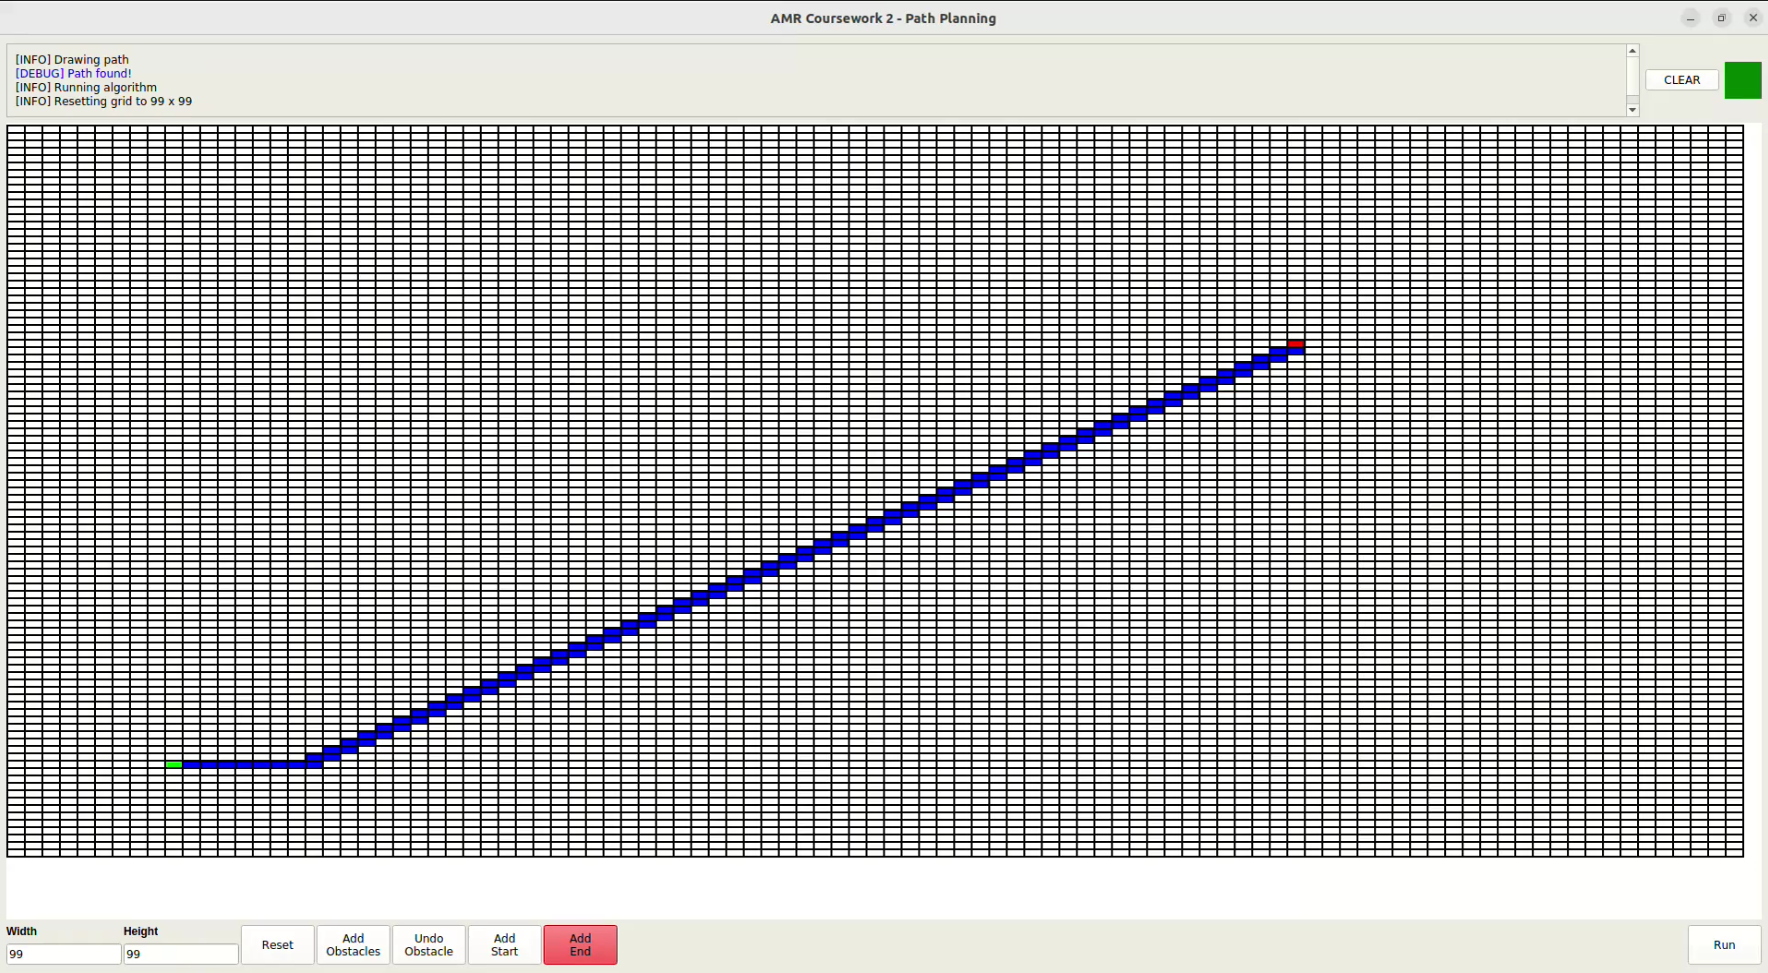 AMR Coursework 2 - Path Planning
[INFO] Drawing path
[DEBUG] Path found!
[INFO] Running algorithm
[INFO] Resetting grid to 99 x 99
CLEAR
Width
Height
99
99
Reset
Add
Obstacles
Undo
Obstacle
Add
Start
Add
End
Run